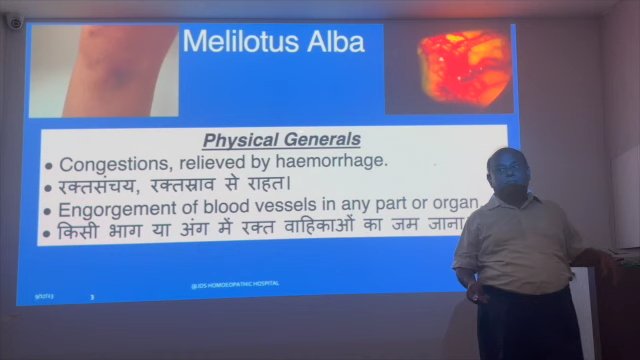 Melilotus Alba
Physical Generals
• Congestions, relieved by haemorrhage.
• रक्तसंचय, रक्तस्राव से राहत।
• Engorgement of blood vessels in any part or organ
• किसी भाग या अंग में रक्त वाहिकाओं का जम जाना
@JDS HOMOEOPATHIC HOSPITAL
3